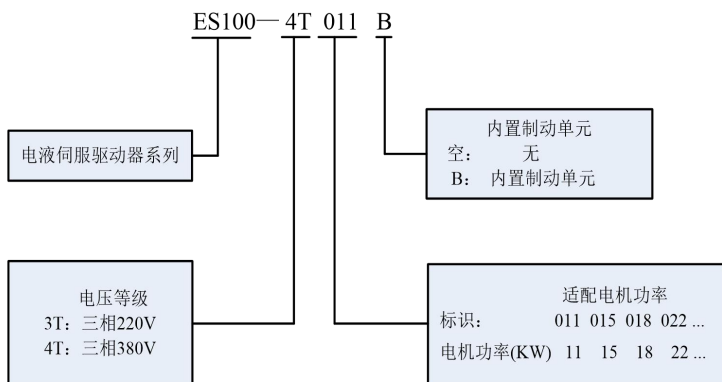 ES100—4T 011 B
电液伺服驱动器系列
内置制动单元
空： 无
B： 内置制动单元
电压等级
3T：三相220V
4T：三相380V
适配电机功率
标识： 011 015 018 022 ...
电机功率(KW) 11 15 18 22 ...